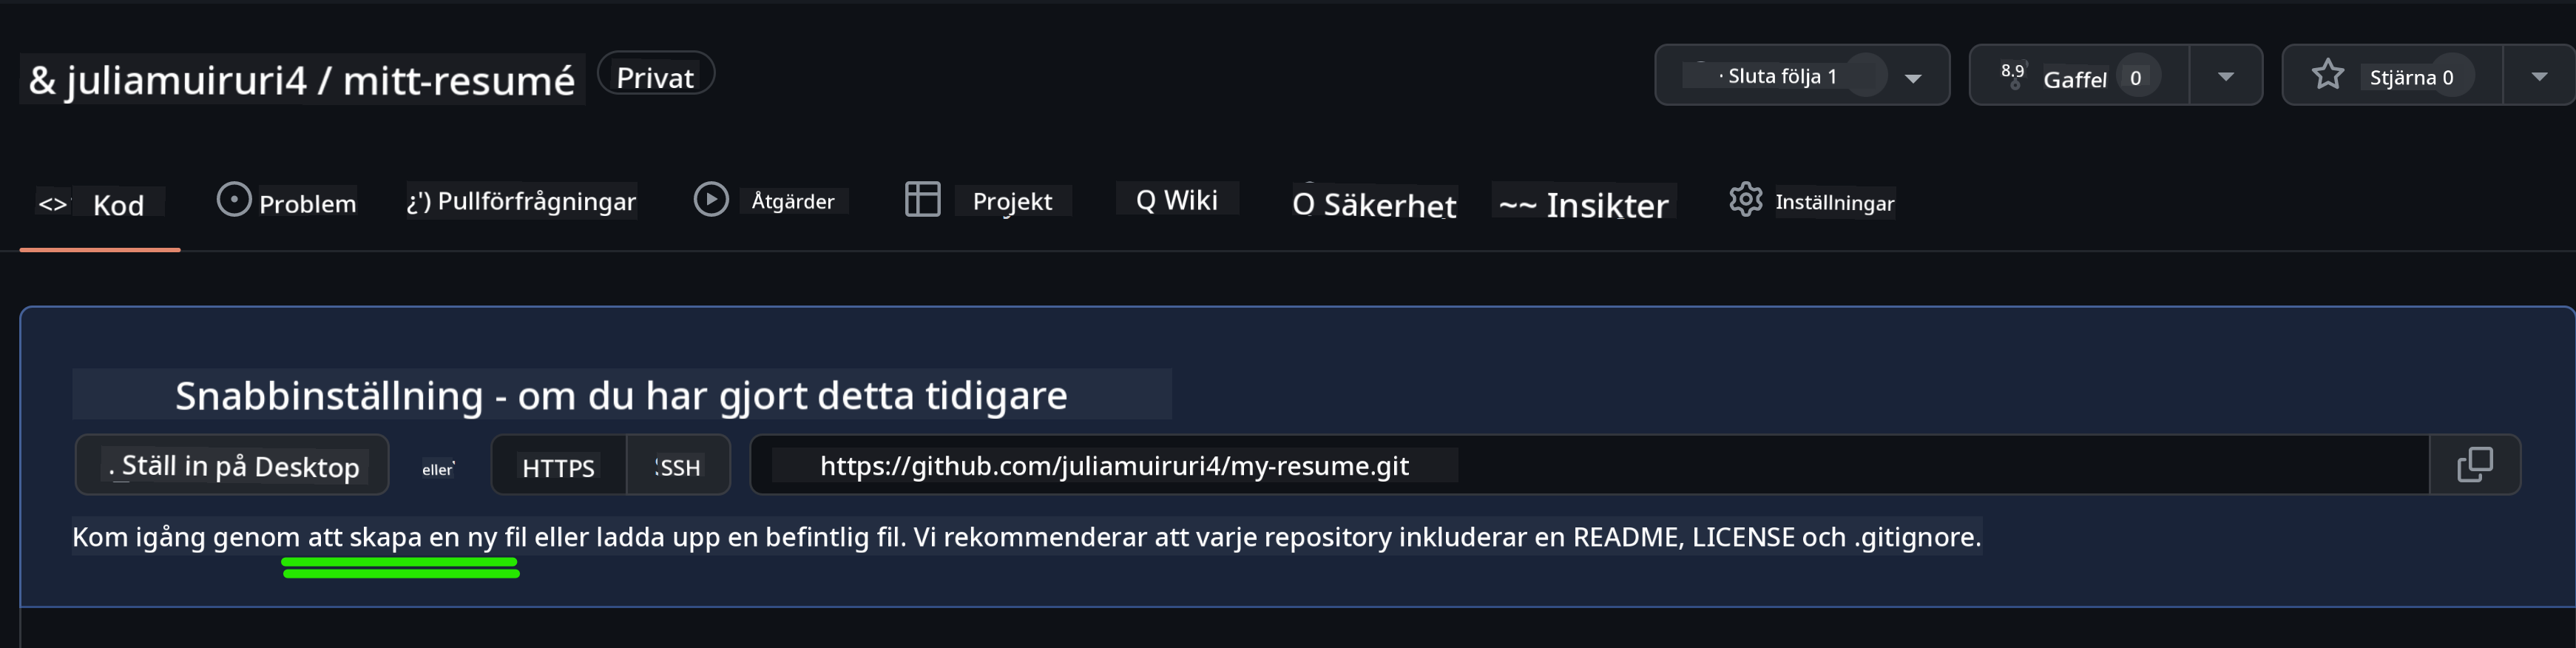 & juliamuiruri4 / mitt-resumé Privat
· Sluta följa 1
8.9 Gaffel 0
Stjärna 0
<> Kod
Problem
¿') Pullförfrågningar
Åtgärder
Projekt
Q Wiki
O Säkerhet
~~ Insikter
Inställningar
Snabbinställning - om du har gjort detta tidigare
. Ställ in på Desktop
eller
HTTPS
SSH
https://github.com/juliamuiruri4/my-resume.git
Kom igång genom att skapa en ny fil eller ladda upp en befintlig fil. Vi rekommenderar att varje repository inkluderar en README, LICENSE och .gitignore.